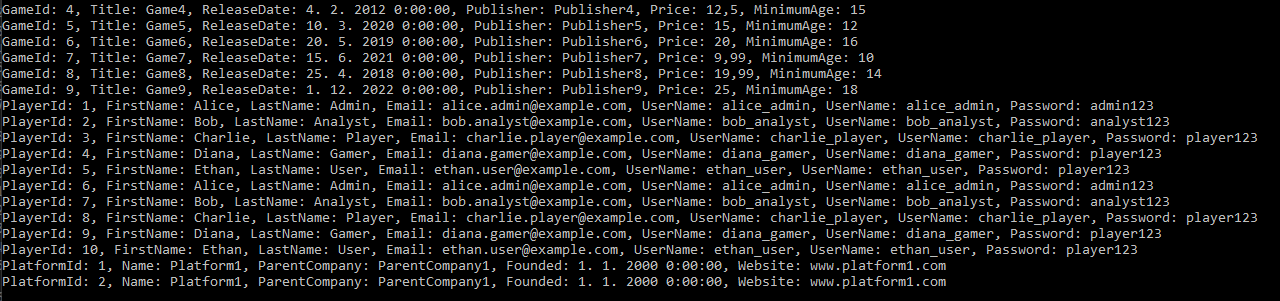 GameId: 4, Title: Game4, ReleaseDate: 4. 2. 2012 0:00:00, Publisher: Publisher4, Price: 12,5, MinimumAge: 15
GameId: 5, Title: Game5, ReleaseDate: 10. 3. 2020 0:00:00, Publisher: Publisher5, Price: 15, MinimumAge: 12
GameId: 6, Title: Game6, ReleaseDate: 20. 5. 2019 0:00:00, Publisher: Publisher6, Price: 20, MinimumAge: 16
GameId: 7, Title: Game7, ReleaseDate: 15. 6. 2021 0:00:00, Publisher: Publisher7, Price: 9,99, MinimumAge: 10
GameId: 8, Title: Game8, ReleaseDate: 25. 4. 2018 0:00:00, Publisher: Publisher8, Price: 19,99, MinimumAge: 14
GameId: 9, Title: Game9, ReleaseDate: 1. 12. 2022 0:00:00, Publisher: Publisher9, Price: 25, MinimumAge: 18
PlayerId: 1, FirstName: Alice, LastName: Admin, Email: alice.admin@example.com, UserName: alice_admin, UserName: alice_admin, Password: admin123
PlayerId: 2, FirstName: Bob, LastName: Analyst, Email: bob.analyst@example.com, UserName: bob_analyst, UserName: bob_analyst, Password: analyst123
PlayerId: 3, FirstName: Charlie, LastName: Player, Email: charlie.player@example.com, UserName: charlie_player, UserName: charlie_player, Password: player123
PlayerId: 4, FirstName: Diana, LastName: Gamer, Email: diana.gamer@example.com, UserName: diana_gamer, UserName: diana_gamer, Password: player123
PlayerId: 5, FirstName: Ethan, LastName: User, Email: ethan.user@example.com, UserName: ethan_user, UserName: ethan_user, Password: player123
PlayerId: 6, FirstName: Alice, LastName: Admin, Email: alice.admin@example.com, UserName: alice_admin, UserName: alice_admin, Password: admin123
PlayerId: 7, FirstName: Bob, LastName: Analyst, Email: bob.analyst@example.com, UserName: bob_analyst, UserName: bob_analyst, Password: analyst123
PlayerId: 8, FirstName: Charlie, LastName: Player, Email: charlie.player@example.com, UserName: charlie_player, UserName: charlie_player, Password: player123
PlayerId: 9, FirstName: Diana, LastName: Gamer, Email: diana.gamer@example.com, UserName: diana_gamer, UserName: diana_gamer, Password: player123
PlayerId: 10, FirstName: Ethan, LastName: User, Email: ethan.user@example.com, UserName: ethan_user, UserName: ethan_user, Password: player123
PlatformId: 1, Name: Platform1, ParentCompany: ParentCompany1, Founded: 1. 1. 2000 0:00:00, Website: www.platform1.com
PlatformId: 2, Name: Platform1, ParentCompany: ParentCompany1, Founded: 1. 1. 2000 0:00:00, Website: www.platform1.com